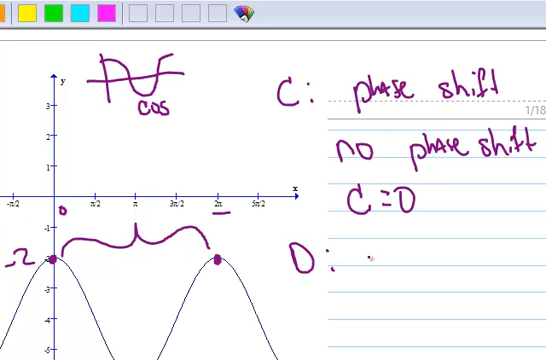 y
cos
3
2
1
-π/2
π/2
π
3π/2
2π
5π/2
x
0
-1
-2
-3
-4
-5
C: phase shift
1/18
no phase shift
C = 0
D: